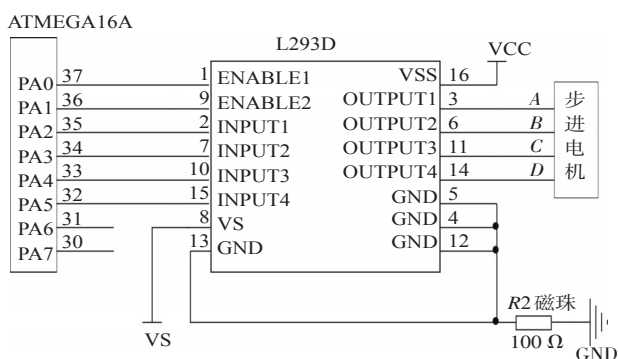 ATMEGA16A
L293D
VCC
PA0 37 1 ENABLE1 VSS 16
PA1 36 9 ENABLE2 OUTPUT1 3 A 步
PA2 35 2 INPUT1 OUTPUT2 6 B 进
PA3 34 7 INPUT2 OUTPUT3 11 C 电
PA4 33 10 INPUT3 OUTPUT4 14 D 机
PA5 32 15 INPUT4 GND 5
PA6 31 8 VS GND 4
PA7 30 13 GND GND 12
R2 磁珠
100 Ω
VS
GND